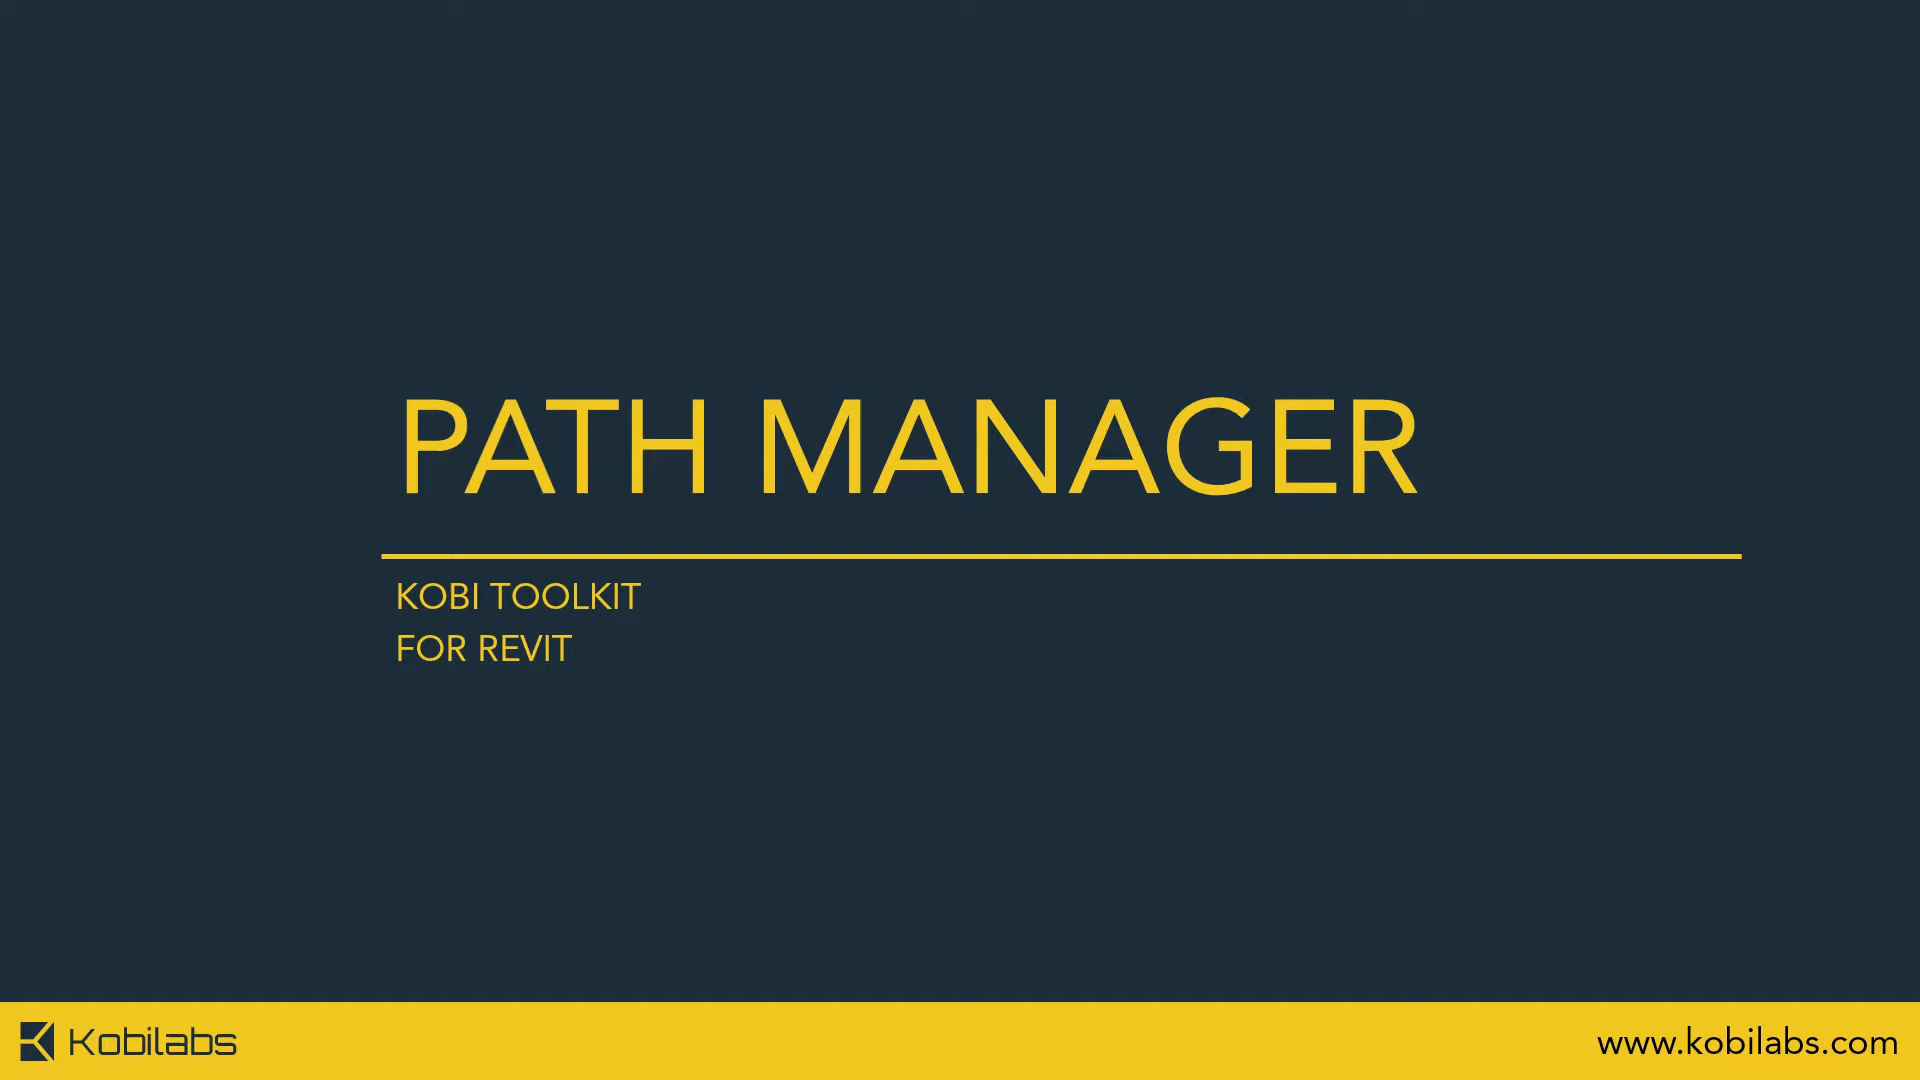 PATH MANAGER
KOBI TOOLKIT
FOR REVIT
Kobilabs
www.kobilabs.com